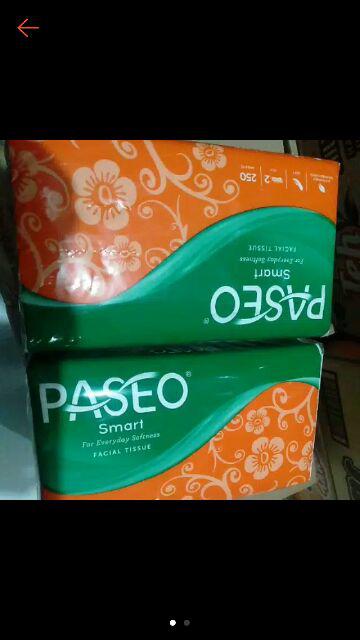 250
2
PASEO®
Smart
For Everyday Softness
FACIAL TISSUE
PASEO®
Smart
For Everyday Softness
FACIAL TISSUE